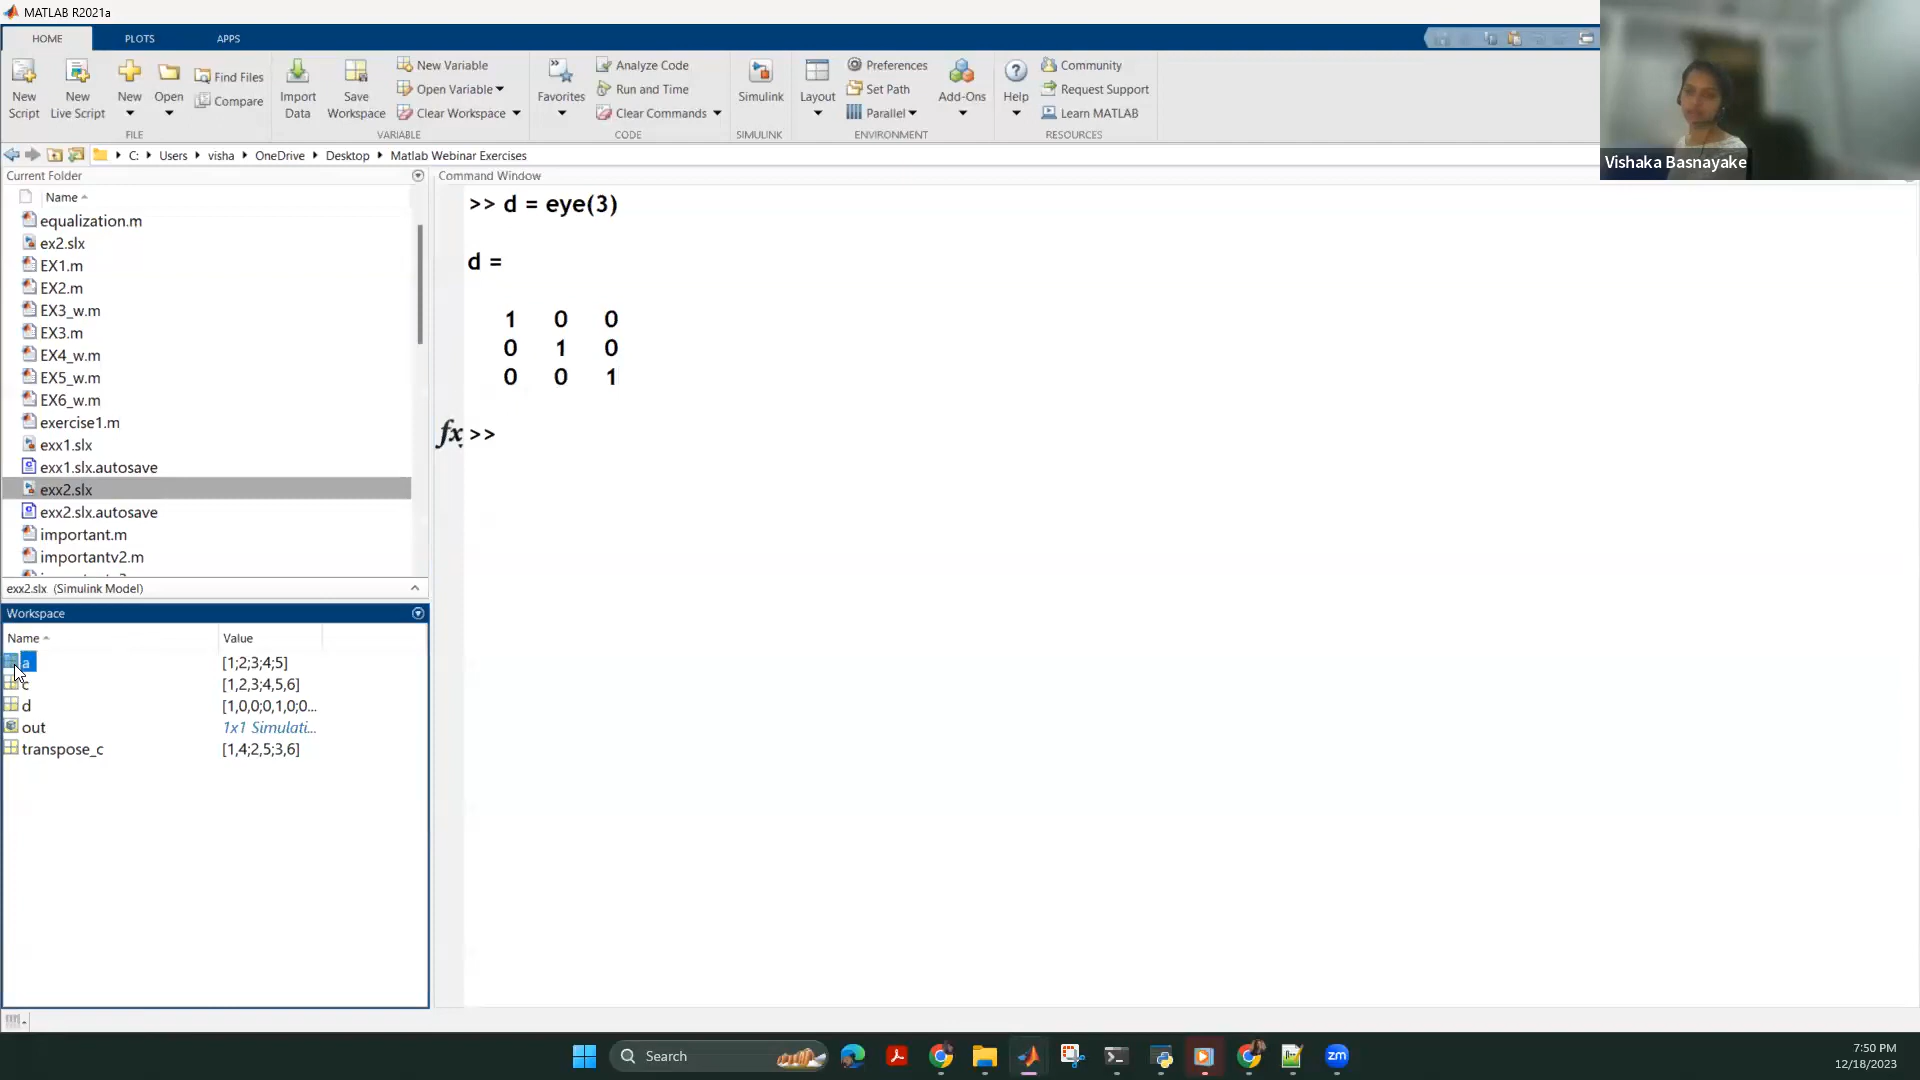 MATLAB R2021a
HOME PLOTS APPS
New Script
New Live Script
New
Open
Find Files
Compare
FILE
Import Data
Save Workspace
New Variable
Open Variable
Clear Workspace
VARIABLE
Favorites
Analyze Code
Run and Time
Clear Commands
CODE
Simulink
SIMULINK
Layout
Preferences
Set Path
Parallel
Add-Ons
ENVIRONMENT
Help
Community
Request Support
Learn MATLAB
RESOURCES
Vishaka Basnayake
C: Users visha OneDrive Desktop Matlab Webinar Exercises
Current Folder
Name
equalization.m
ex2.slx
EX1.m
EX2.m
EX3_w.m
EX3.m
EX4_w.m
EX5_w.m
EX6_w.m
exercise1.m
exx1.slx
exx1.slx.autosave
exx2.slx
exx2.slx.autosave
important.m
importantv2.m
exx2.slx (Simulink Model)
Workspace
Name Value
a [1;2;3;4;5]
c [1,2,3;4,5,6]
d [1,0,0;0,1,0;0...
out 1x1 Simulati...
transpose_c [1,4;2,5;3,6]
Command Window
>> d = eye(3)
d =
1 0 0
0 1 0
0 0 1
fx >>
Search
zm
7:50 PM
12/18/2023